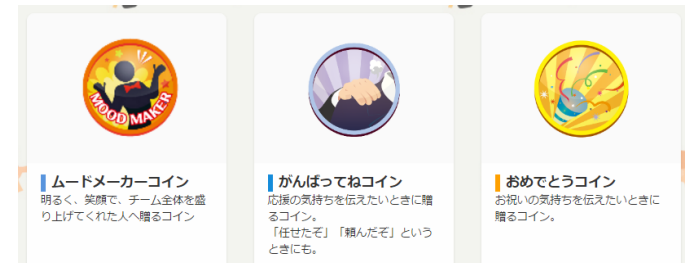 MOOD MAKER
ムードメーカーコイン
明るく、笑顔で、チーム全体を盛
り上げてくれた人へ贈るコイン
がんばってねコイン
応援の気持ちを伝えたいときに贈
るコイン。
「任せたぞ」「頼んだぞ」という
ときにも。
おめでとうコイン
お祝いの気持ちを伝えたいときに
贈るコイン。